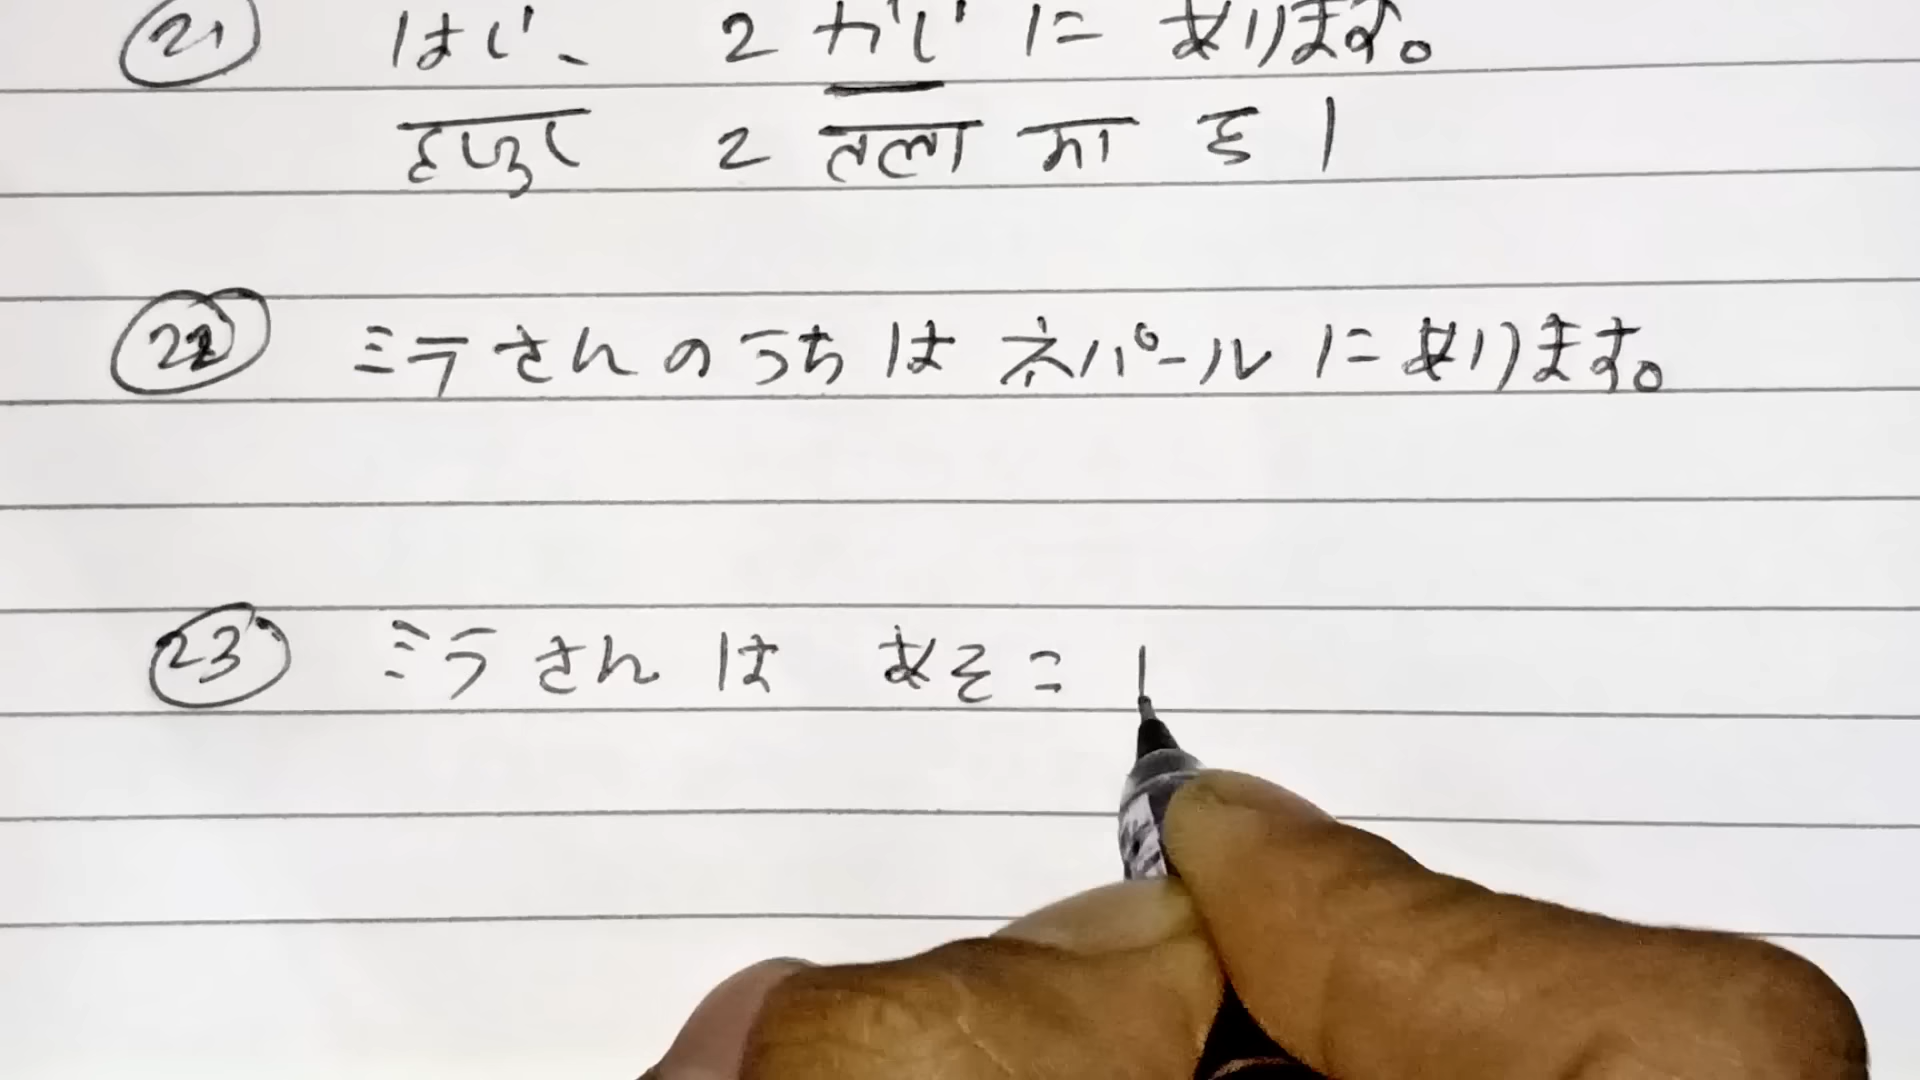 21 はい、 2 かい に あります。
हजुर 2 तला मा छ ।
22 ミラさんのうちは ネパールにあります。
23 ミラさんは あそこ